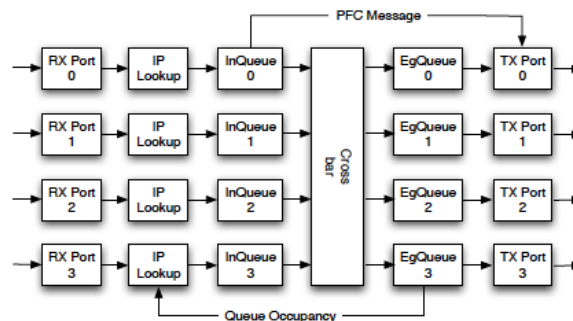 PFC Message
RX Port 0
IP Lookup
InQueue 0
EgQueue 0
TX Port 0
RX Port 1
IP Lookup
InQueue 1
EgQueue 1
TX Port 1
Cross bar
RX Port 2
IP Lookup
InQueue 2
EgQueue 2
TX Port 2
RX Port 3
IP Lookup
InQueue 3
EgQueue 3
TX Port 3
Queue Occupancy